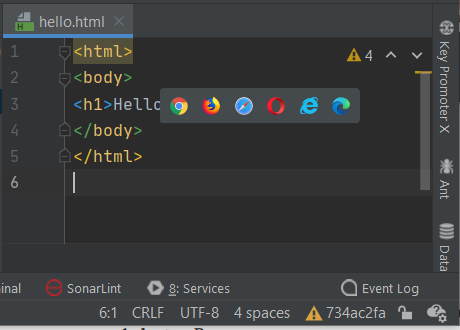 hello.html
1 <html>
4
2 <body>
3 <h1>Hello
4 </body>
5 </html>
6
Key Promoter X
Ant
Data
ninal
SonarLint
8: Services
Event Log
6:1 CRLF UTF-8 4 spaces 734ac2fa